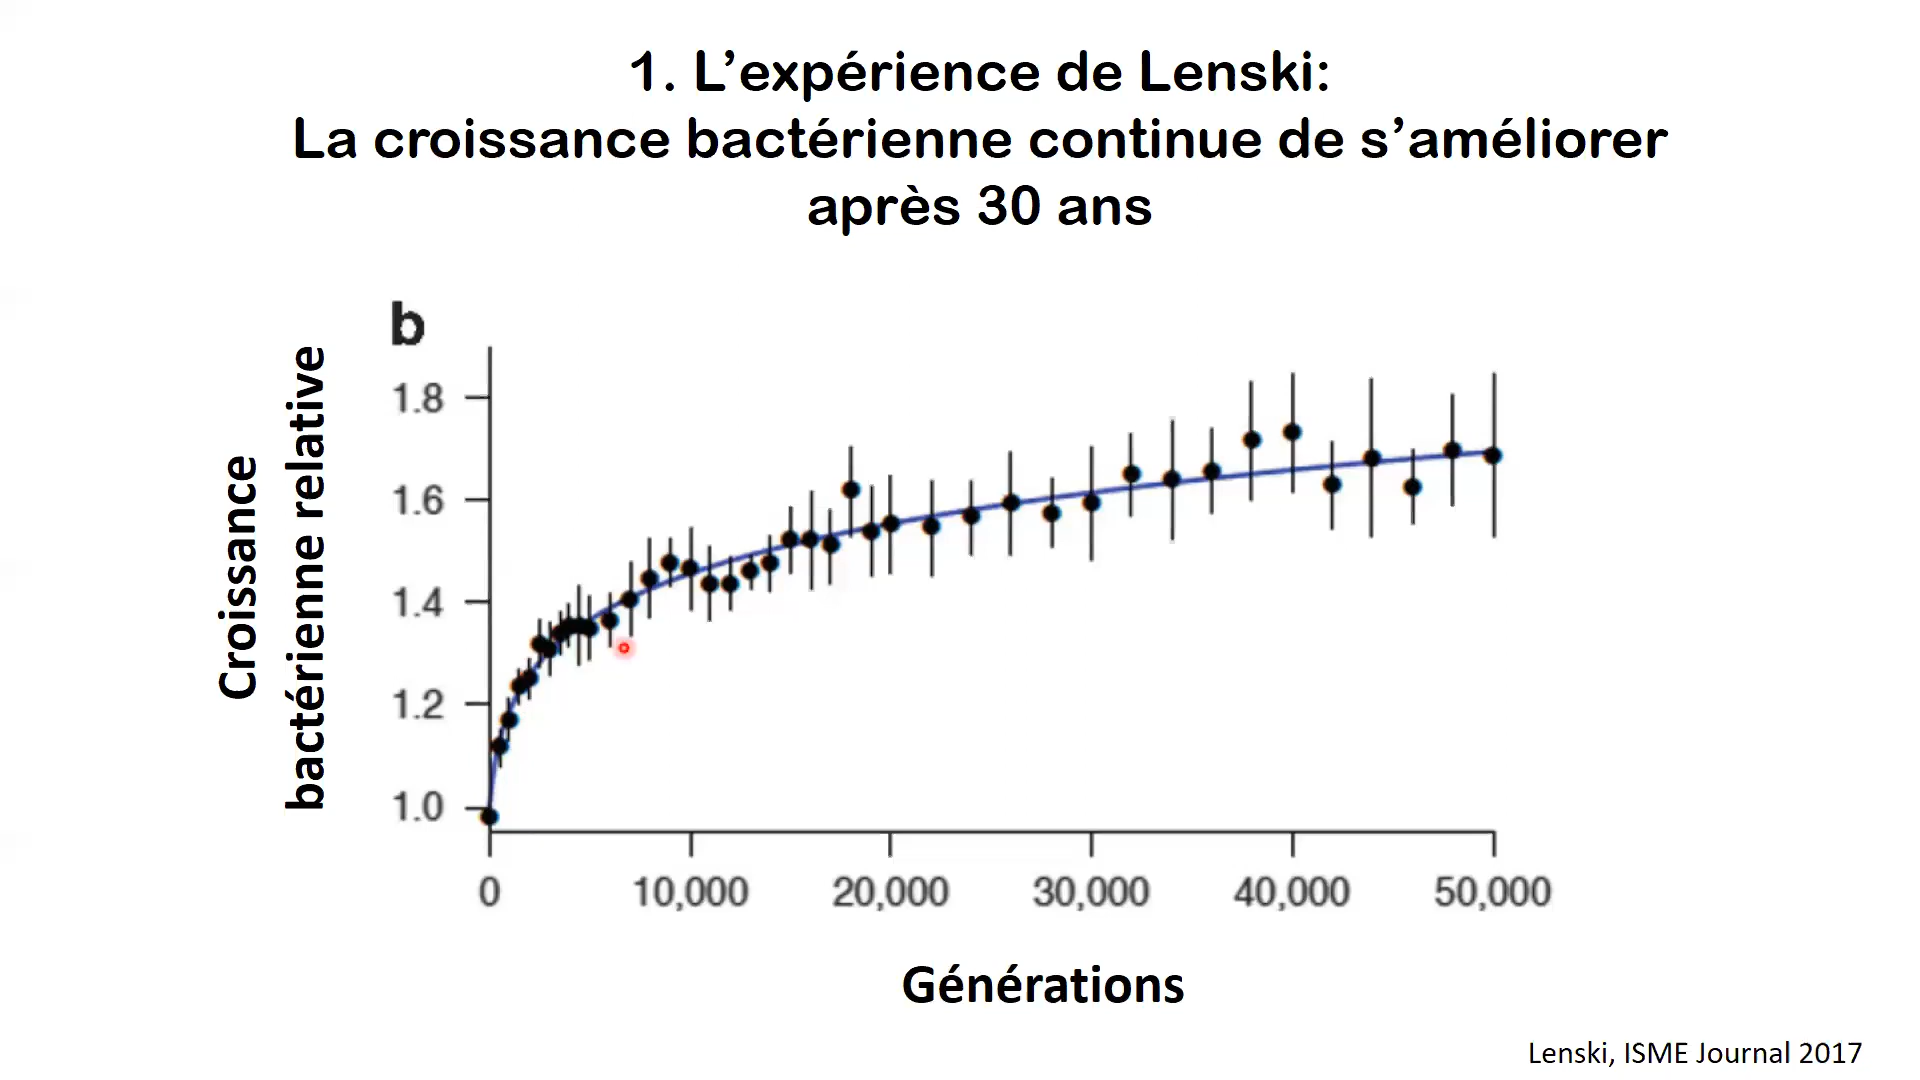 1. L’expérience de Lenski:
La croissance bactérienne continue de s’améliorer
après 30 ans
b
Croissance
bactérienne relative
1.8
1.6
1.4
1.2
1.0
0
10,000
20,000
30,000
40,000
50,000
Générations
Lenski, ISME Journal 2017